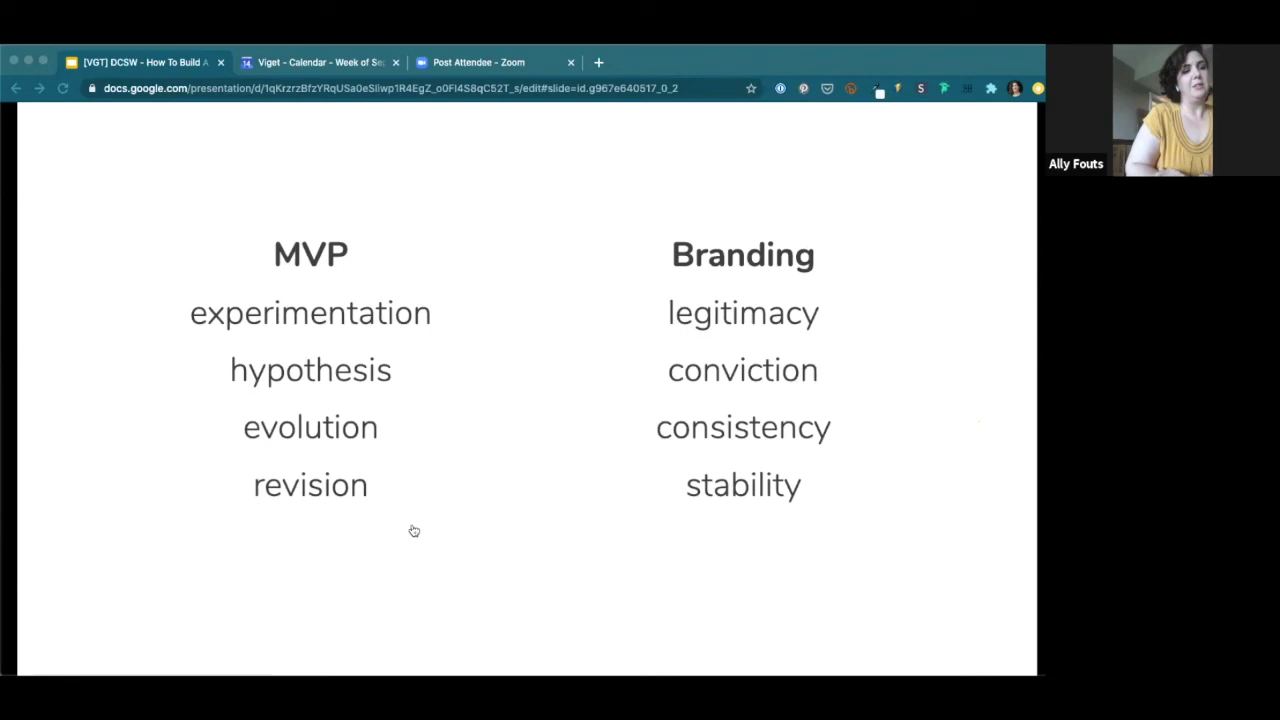 [VGT] DCSW - How To Build A
Viget - Calendar - Week of Se
Post Attendee - Zoom
docs.google.com/presentation/d/1qKrzrzBfzYRqUSa0eSliwp1R4EgZ_o0Fl4S8qC52T_s/edit#slide=id.g967e640517_0_2
Ally Fouts
MVP
Branding
experimentation
legitimacy
hypothesis
conviction
evolution
consistency
revision
stability